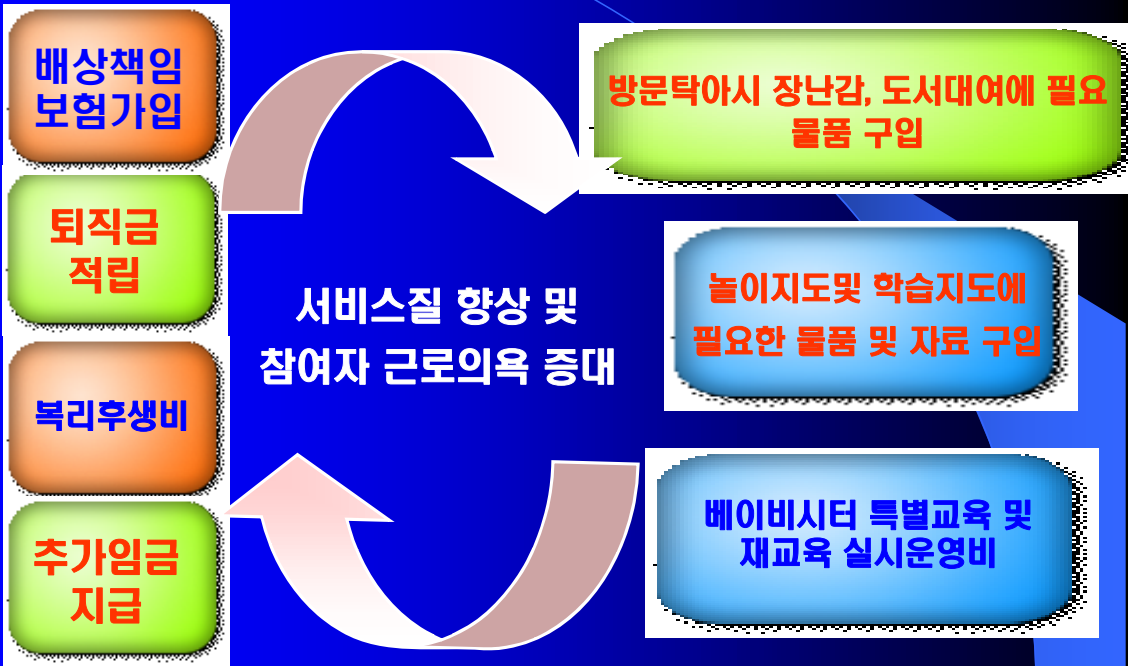 배상책임
보험가입
퇴직금
적립
복리후생비
추가임금
지급
서비스질 향상 및
참여자 근로의욕 증대
방문탁아시 장난감, 도서대여에 필요
물품 구입
놀이지도및 학습지도에
필요한 물품 및 자료 구입
베이비시터 특별교육 및
재교육 실시운영비